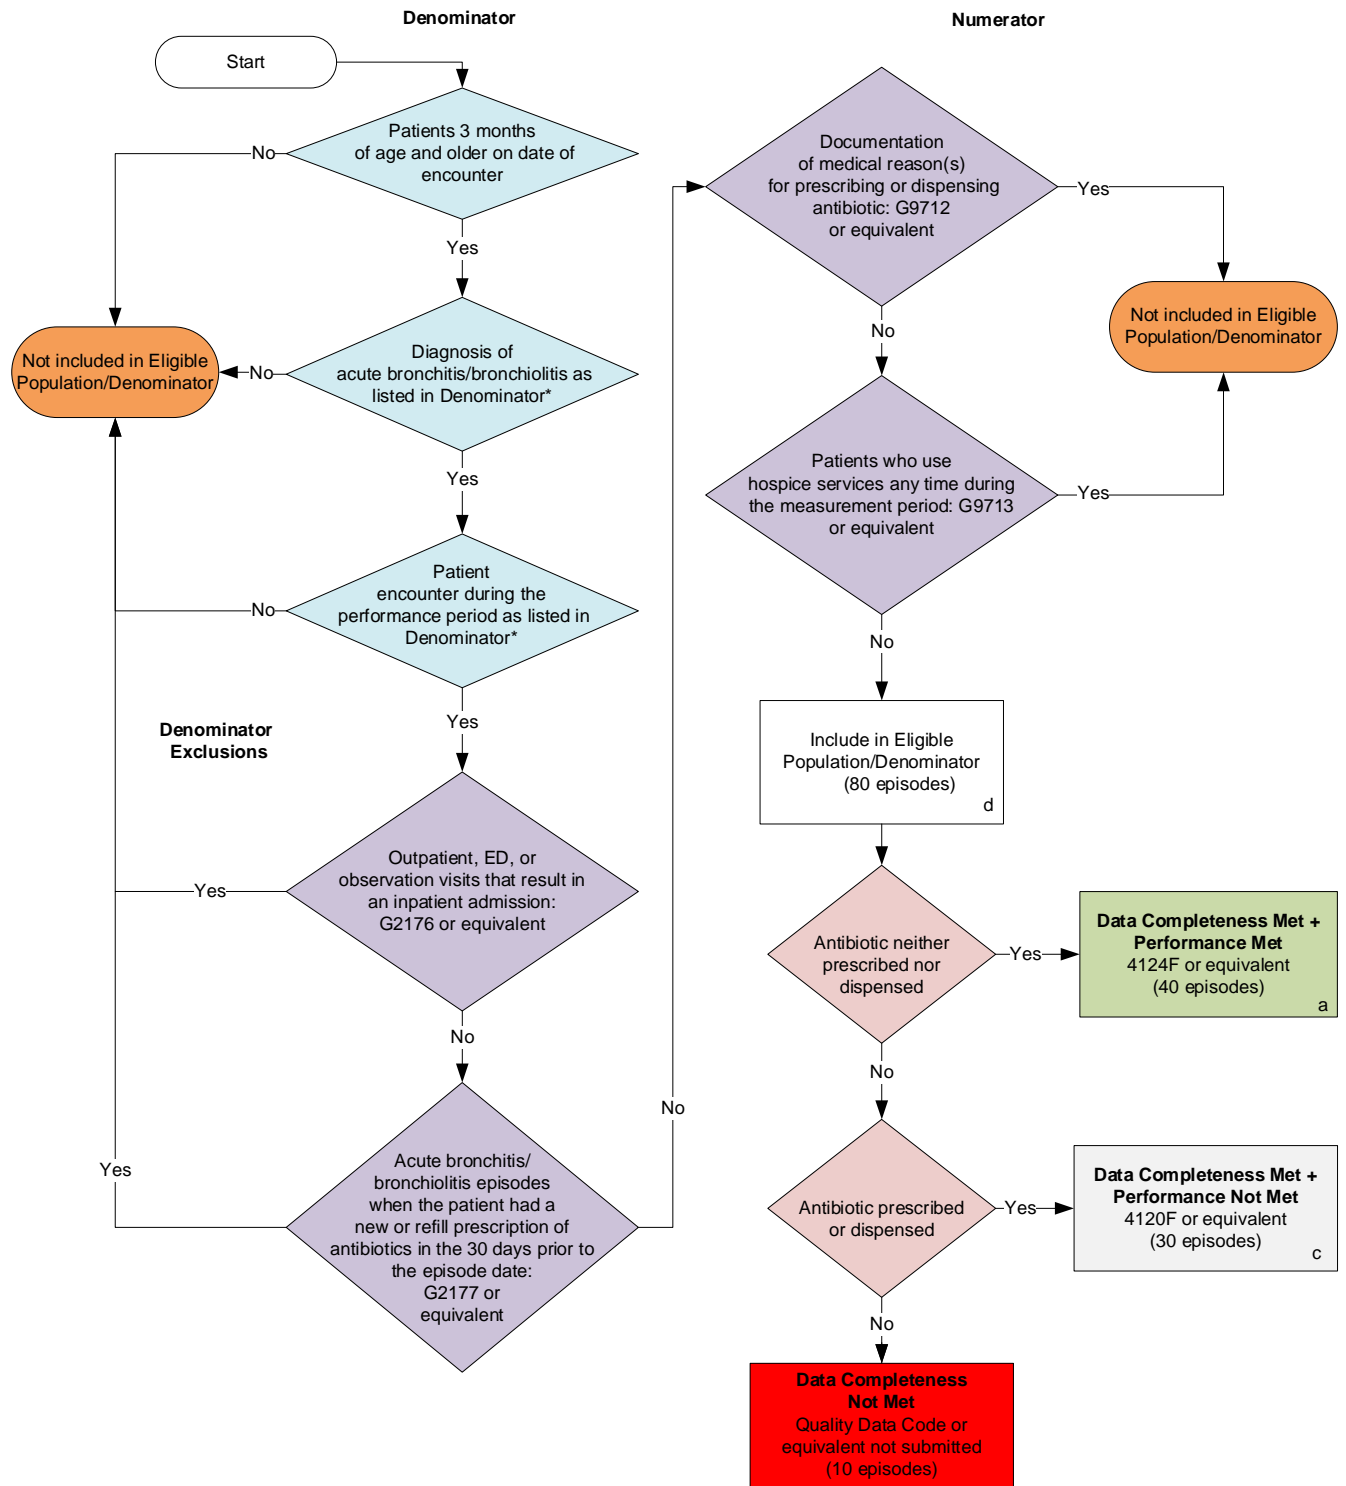 Denominator
Start
Patients 3 months
of age and older on date of
encounter
No
Yes
Not included in Eligible
Population/Denominator
No
Diagnosis of
acute bronchitis/bronchiolitis as
listed in Denominator*
Yes
Patient
encounter during the
performance period as listed in
Denominator*
No
Yes
Denominator
Exclusions
Outpatient, ED, or
observation visits that result in
an inpatient admission:
G2176 or equivalent
Yes
No
Acute bronchitis/
bronchiolitis episodes
when the patient had a
new or refill prescription of
antibiotics in the 30 days prior to
the episode date:
G2177 or
equivalent
Yes
No
Numerator
Documentation
of medical reason(s)
for prescribing or dispensing
antibiotic: G9712
or equivalent
Yes
No
Not included in Eligible
Population/Denominator
Patients who use
hospice services any time during
the measurement period: G9713
or equivalent
Yes
No
Include in Eligible
Population/Denominator
(80 episodes)
d
Antibiotic neither
prescribed nor
dispensed
Yes
Data Completeness Met +
Performance Met
4124F or equivalent
(40 episodes)
a
No
Antibiotic prescribed
or dispensed
Yes
Data Completeness Met +
Performance Not Met
4120F or equivalent
(30 episodes)
c
No
Data Completeness
Not Met
Quality Data Code or
equivalent not submitted
(10 episodes)